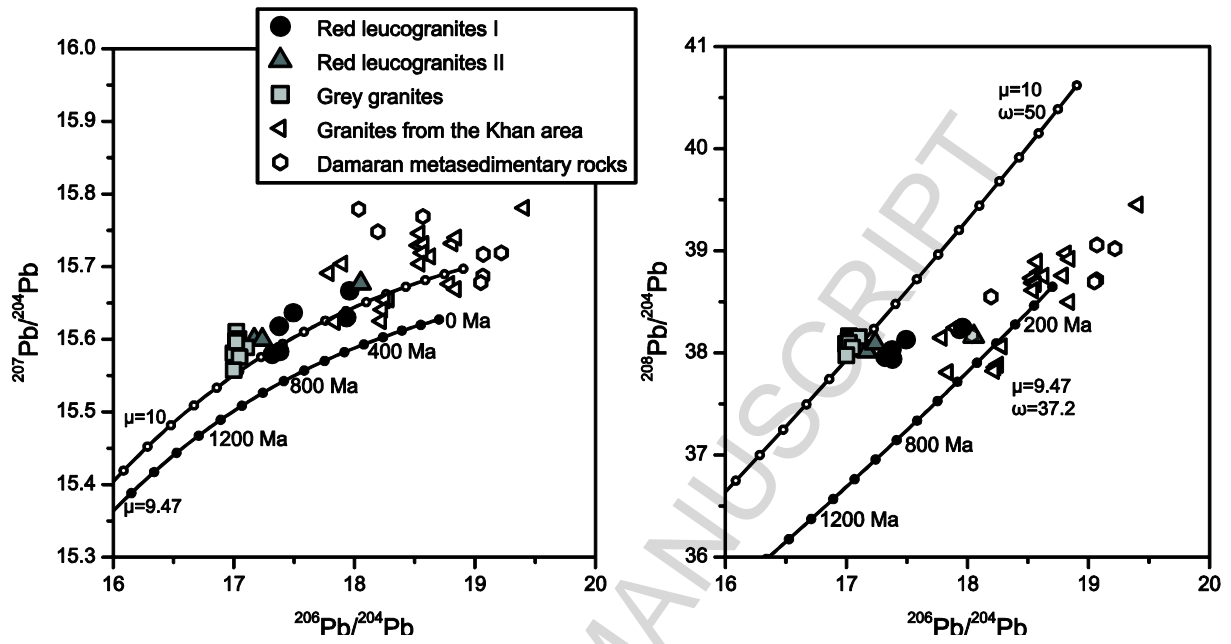 Red leucogranites I
Red leucogranites II
Grey granites
Granites from the Khan area
Damaran metasedimentary rocks
16.0
15.9
15.8
15.7
15.6
15.5
15.4
15.3
16
17
18
19
20
²⁰⁷Pb/²⁰⁴Pb
²⁰⁶Pb/²⁰⁴Pb
0 Ma
400 Ma
800 Ma
1200 Ma
μ=10
μ=9.47
41
40
39
38
37
36
16
17
18
19
20
²⁰⁸Pb/²⁰⁴Pb
²⁰⁶Pb/²⁰⁴Pb
μ=10
ω=50
200 Ma
μ=9.47
ω=37.2
800 Ma
1200 Ma
MANUSCRIPT